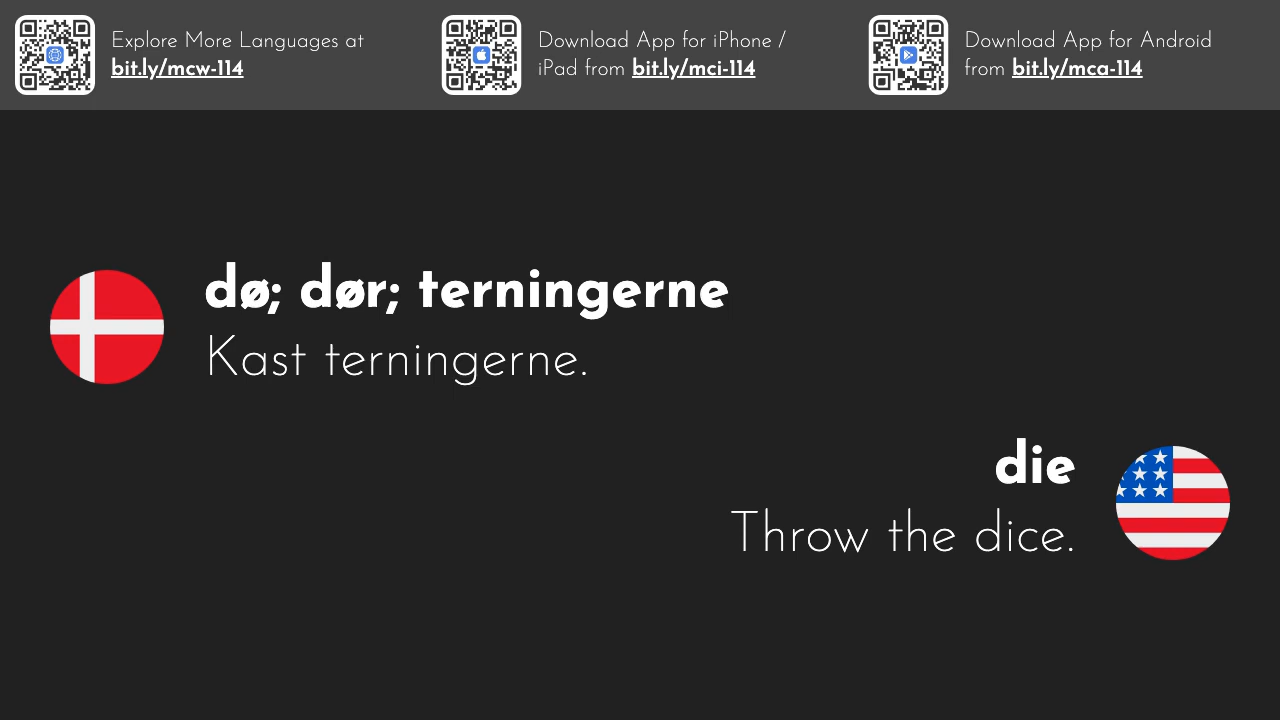 Explore More Languages at
bit.ly/mcw-114
Download App for iPhone /
iPad from bit.ly/mci-114
Download App for Android
from bit.ly/mca-114
dø; dør; terningerne
Kast terningerne.
die
Throw the dice.